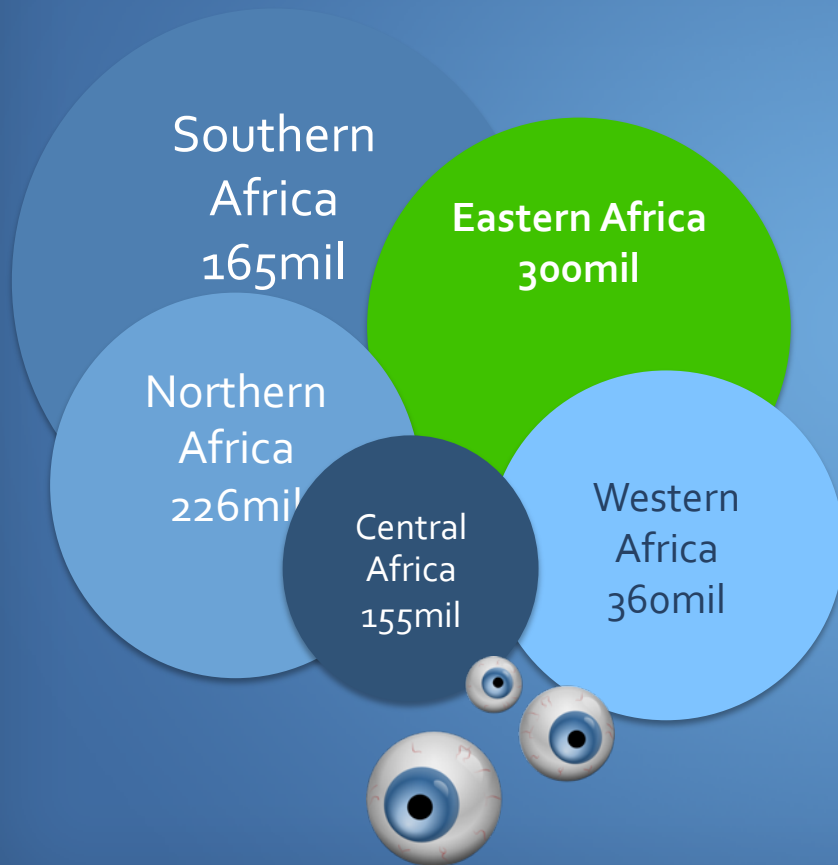 Southern
Africa
165mil
Eastern Africa
300mil
Northern
Africa
226mil
Central
Africa
155mil
Western
Africa
360mil